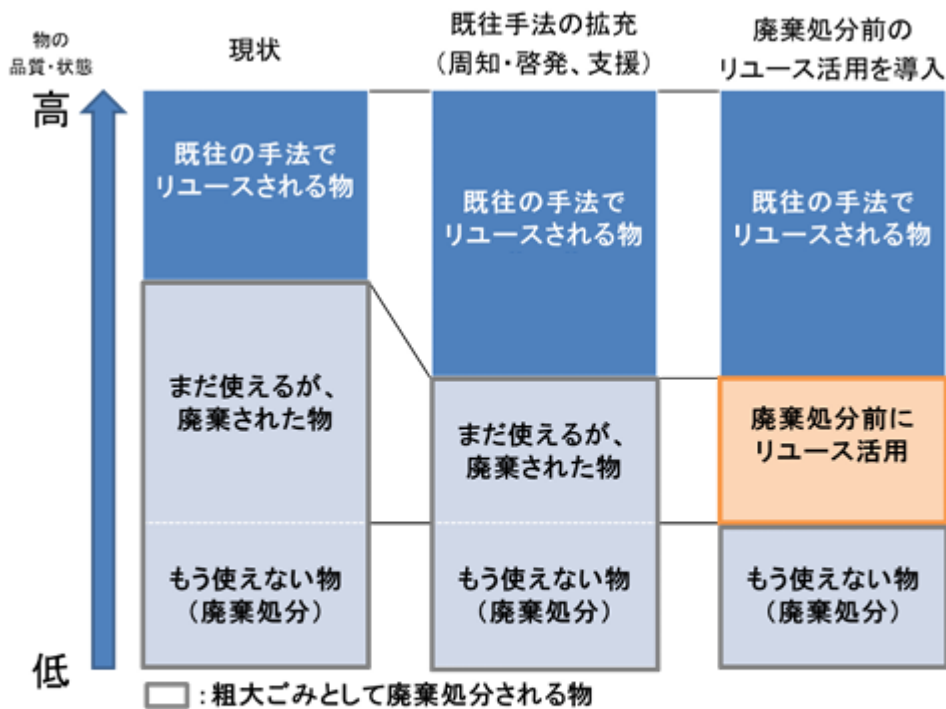 物の
品質・状態
現状
既往手法の拡充
（周知・啓発、支援）
廃棄処分前の
リユース活用を導入
高
既往の手法で
リユースされる物
既往の手法で
リユースされる物
既往の手法で
リユースされる物
まだ使えるが、
廃棄された物
まだ使えるが、
廃棄された物
廃棄処分前に
リユース活用
もう使えない物
（廃棄処分）
もう使えない物
（廃棄処分）
もう使えない物
（廃棄処分）
低
：粗大ごみとして廃棄処分される物